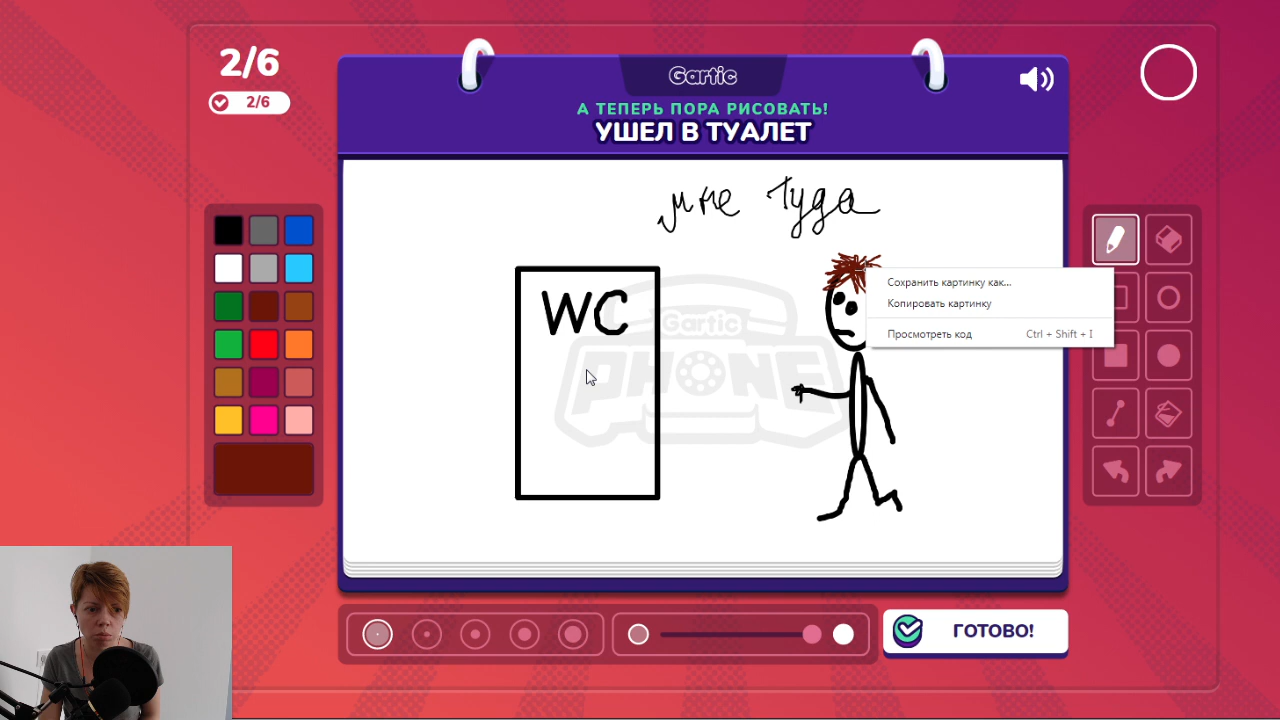 2/6
2/6
Gartic
А ТЕПЕРЬ ПОРА РИСОВАТЬ!
УШЕЛ В ТУАЛЕТ
мне туда
WC
Gartic
PHONE
Сохранить картинку как...
Копировать картинку
Просмотреть код Ctrl + Shift + I
ГОТОВО!